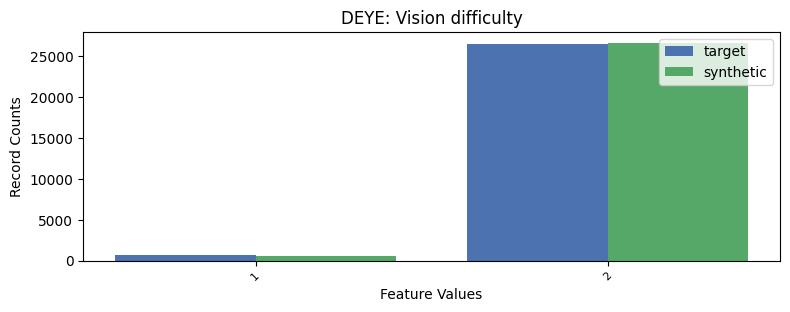 DEYE: Vision difficulty
target
synthetic
Record Counts
25000
20000
15000
10000
5000
0
1
2
Feature Values